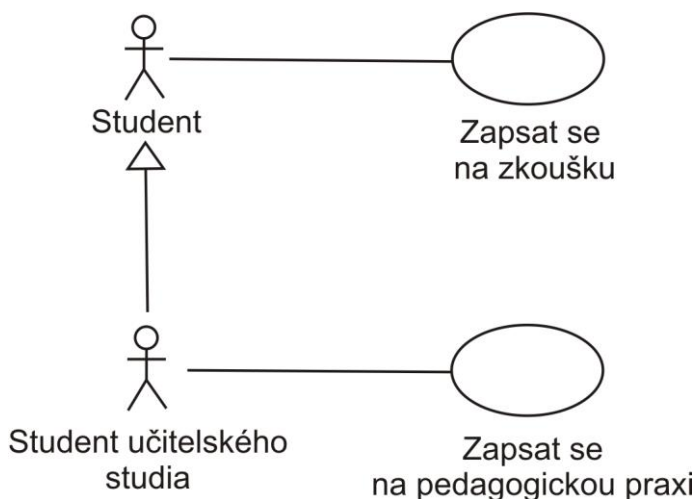 Student
Zapsat se
na zkoušku
Student učitelského
studia
Zapsat se
na pedagogickou praxi